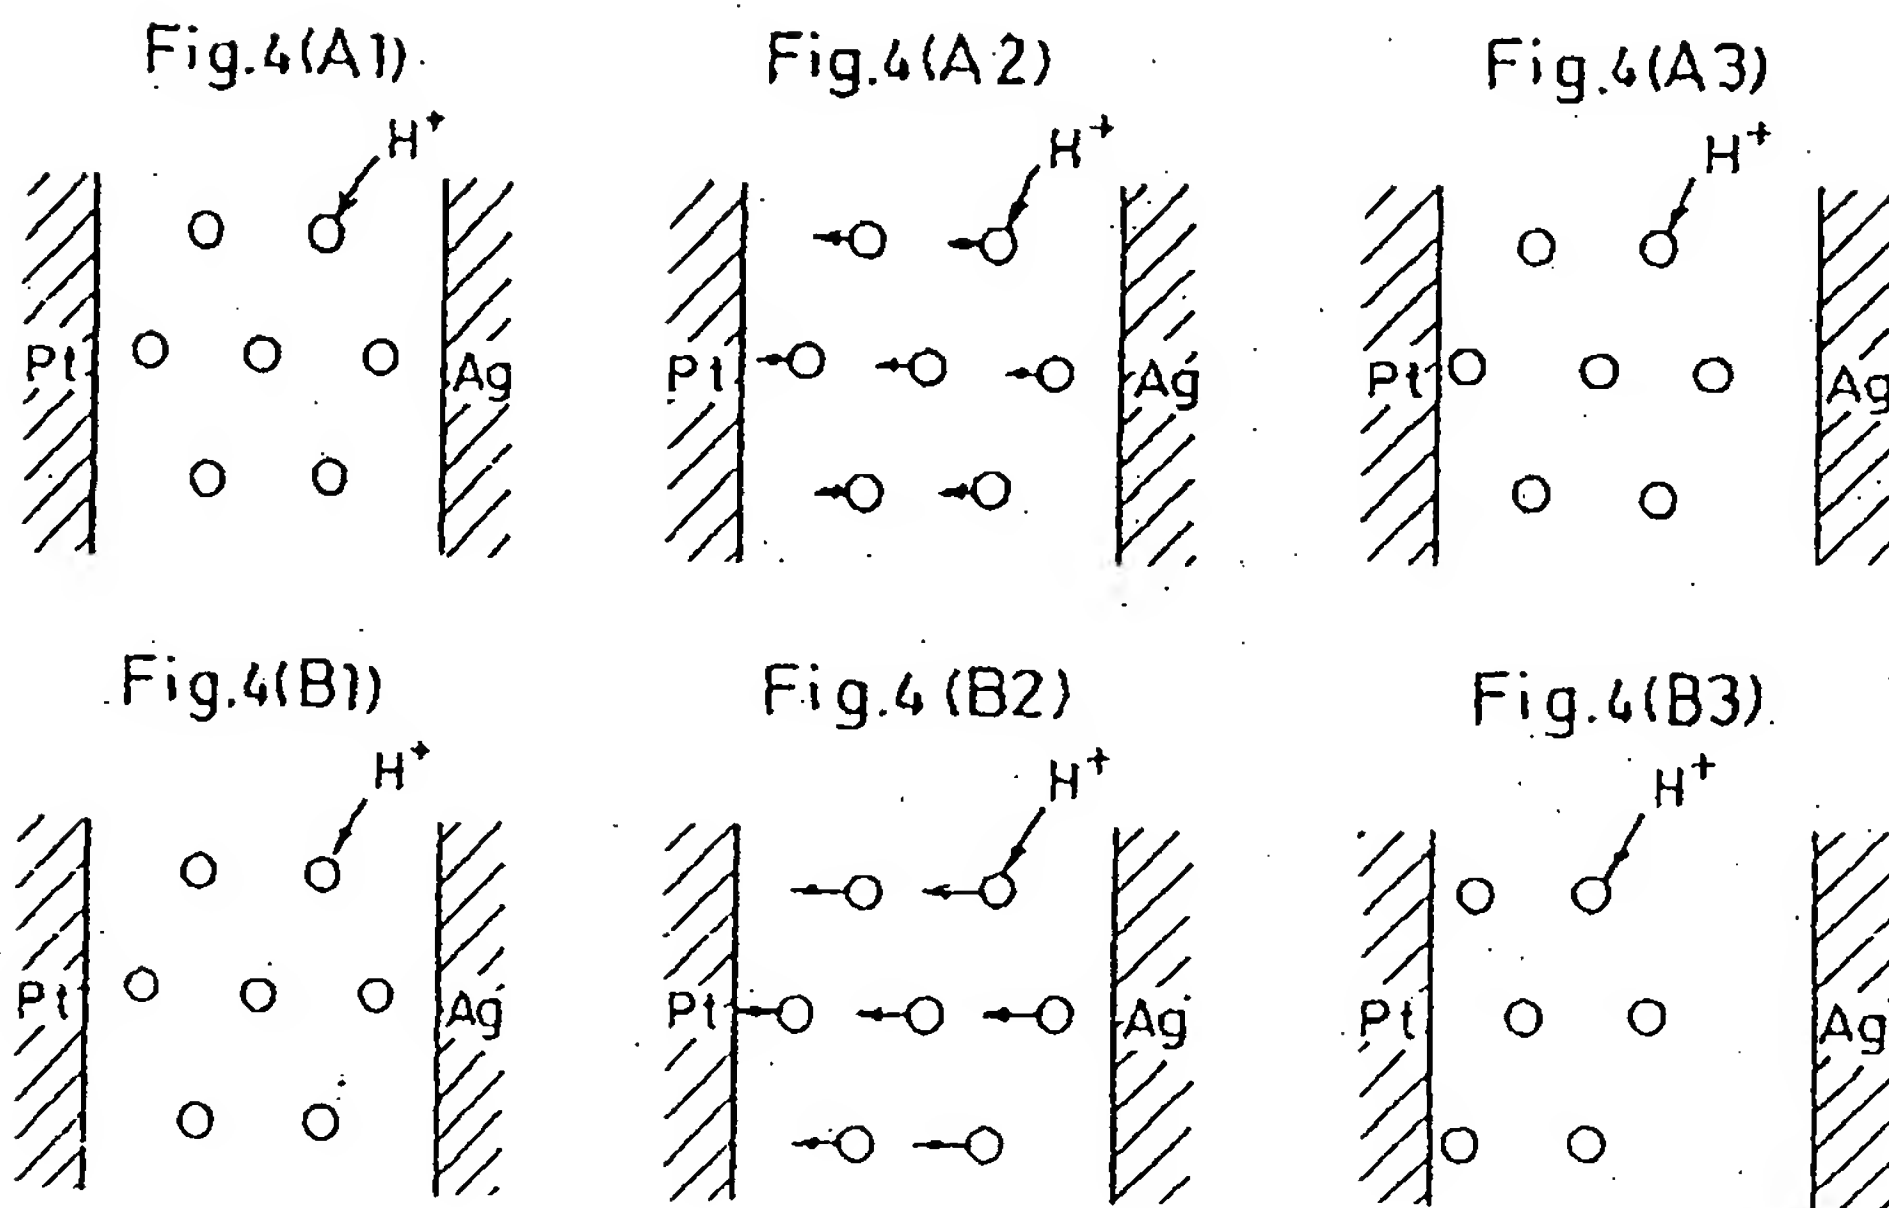 Fig.4(A1)
Fig.4(A2)
Fig.4(A3)
H+
H+
H+
Pt
Ag
Pt
Ag
Pt
Ag
Fig.4(B1)
Fig.4(B2)
Fig.4(B3)
H+
H+
H+
Pt
Ag
Pt
Ag
Pt
Ag